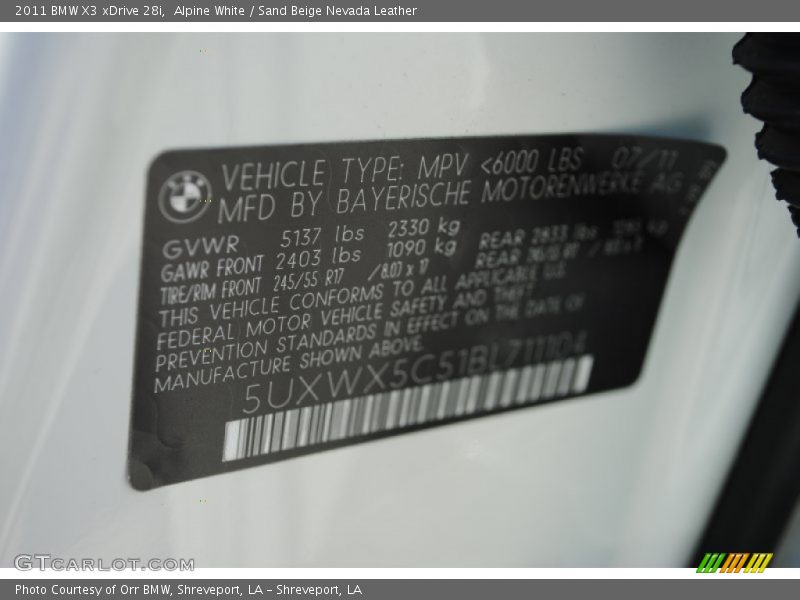 2011 BMW X3 xDrive 28i,  Alpine White / Sand Beige Nevada Leather
VEHICLE TYPE: MPV <6000 LBS 07/11
MFD BY BAYERISCHE MOTORENWERKE AG
GVWR 5137 lbs 2330 kg
GAWR FRONT 2403 lbs 1090 kg REAR 2833 lbs
TIRE/RIM FRONT 245/55 R17 /8.0J x 17 REAR
THIS VEHICLE CONFORMS TO ALL APPLICABLE U.S.
FEDERAL MOTOR VEHICLE SAFETY AND THEFT
PREVENTION STANDARDS IN EFFECT ON THE DATE OF
MANUFACTURE SHOWN ABOVE.
5UXWX5C51BL711104
GTCARLOT.COM
Photo Courtesy of Orr BMW, Shreveport, LA – Shreveport, LA